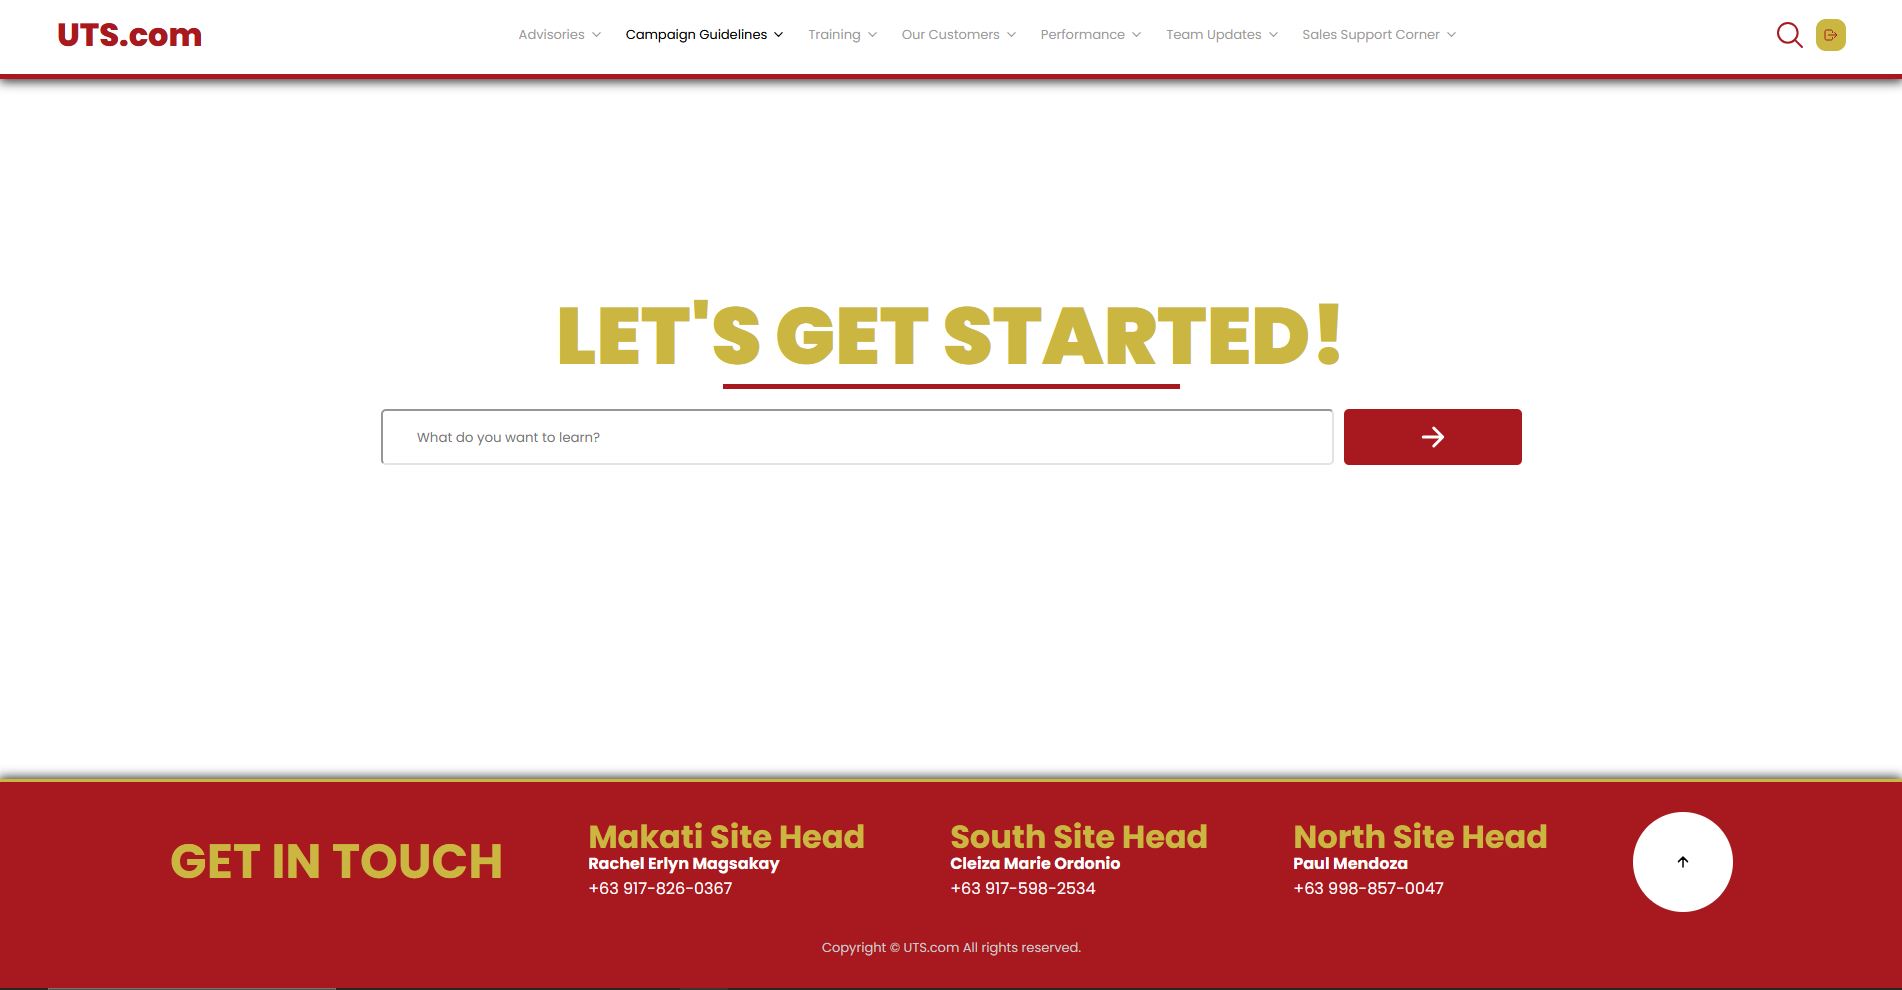 UTS.com
Advisories
Campaign Guidelines
Training
Our Customers
Performance
Team Updates
Sales Support Corner
LET'S GET STARTED!
What do you want to learn?
GET IN TOUCH
Makati Site Head
Rachel Erlyn Magsakay
+63 917-826-0367
South Site Head
Cleiza Marie Ordonio
+63 917-598-2534
North Site Head
Paul Mendoza
+63 998-857-0047
Copyright © UTS.com All rights reserved.